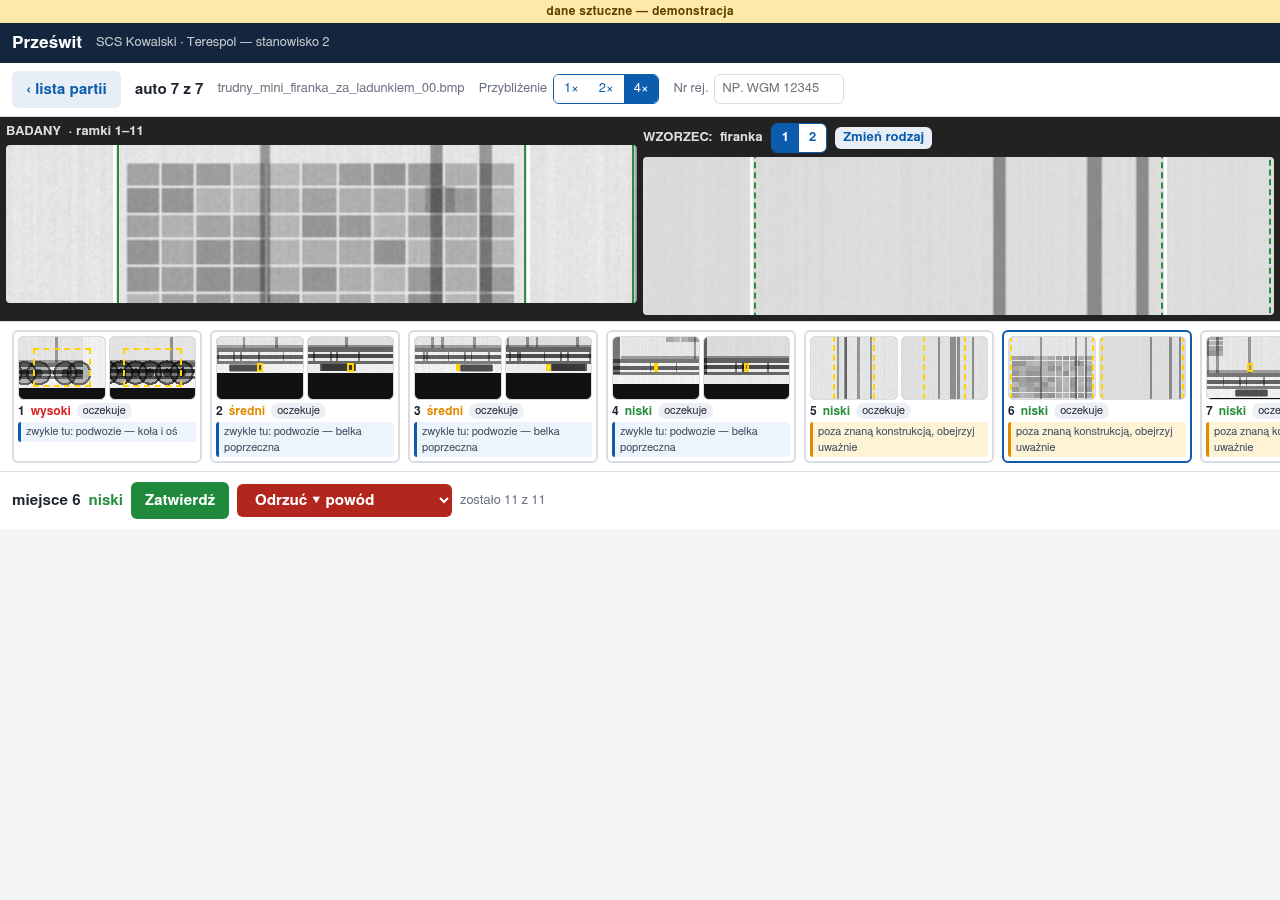 dane sztuczne — demonstracja
Prześwit SCS Kowalski · Terespol — stanowisko 2
‹ lista partii auto 7 z 7 trudny_mini_firanka_za_ladunkiem_00.bmp Przybliżenie 1× 2× 4× Nr rej. NP. WGM 12345
BADANY · ramki 1–11
WZORZEC: firanka 1 2 Zmień rodzaj
1 wysoki oczekuje
zwykle tu: podwozie — koła i oś
2 średni oczekuje
zwykle tu: podwozie — belka
poprzeczna
3 średni oczekuje
zwykle tu: podwozie — belka
poprzeczna
4 niski oczekuje
zwykle tu: podwozie — belka
poprzeczna
5 niski oczekuje
poza znaną konstrukcją, obejrzyj
uważnie
6 niski oczekuje
poza znaną konstrukcją, obejrzyj
uważnie
7 niski ocze
poza znaną ko
uważnie
miejsce 6 niski Zatwierdź Odrzuć ▾ powód zostało 11 z 11